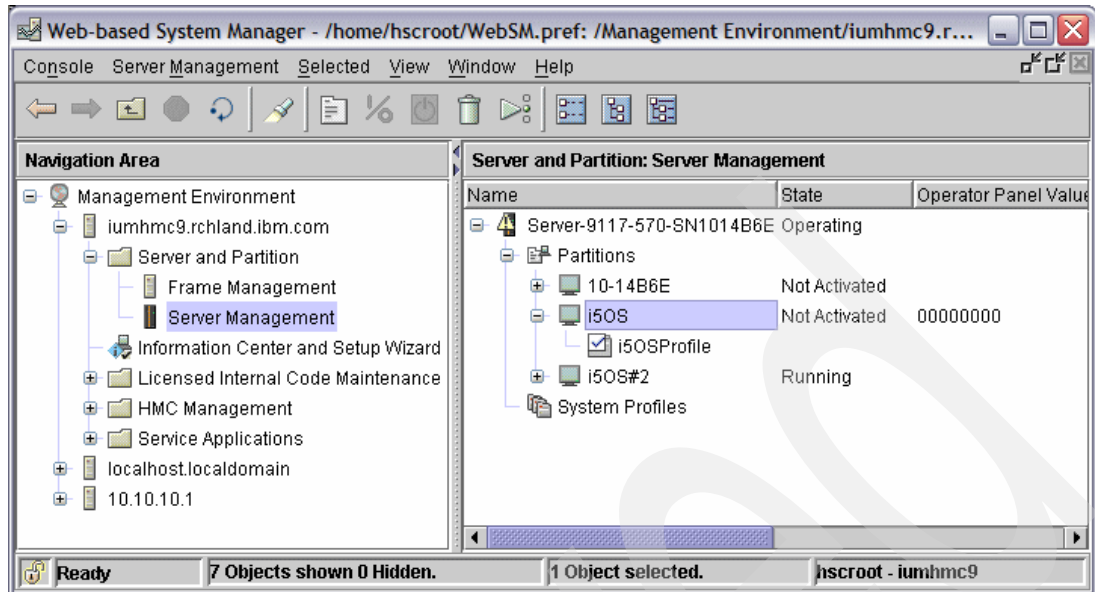 Web-based System Manager - /home/hscroot/WebSM.pref: /Management Environment/iumhmc9.r...
Console Server Management Selected View Window Help
Navigation Area
Management Environment
iumhmc9.rchland.ibm.com
Server and Partition
Frame Management
Server Management
Information Center and Setup Wizard
Licensed Internal Code Maintenance
HMC Management
Service Applications
localhost.localdomain
10.10.10.1
Server and Partition: Server Management
Name State Operator Panel Value
Server-9117-570-SN1014B6E Operating
Partitions
10-14B6E Not Activated
i5OS Not Activated 00000000
i5OSProfile
i5OS#2 Running
System Profiles
Ready 7 Objects shown 0 Hidden. 1 Object selected. hscroot - iumhmc9